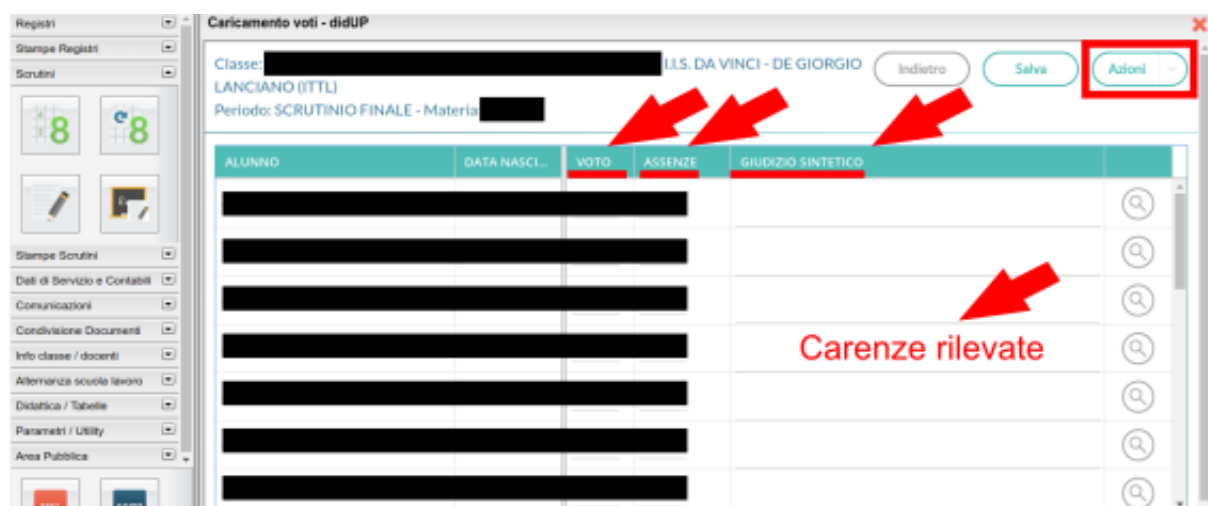 Registri
Stampe Registri
Scrutini
8
8
Stampe Scrutini
Dati di Servizio e Contabili
Comunicazioni
Condivisione Documenti
Info classe / docenti
Alternanza scuola lavoro
Didattica / Tabelle
Parametri / Utility
Area Pubblica
Caricamento voti - didUP
Classe: I.I.S. DA VINCI - DE GIORGIO
LANCIANO (ITTL)
Periodo: SCRUTINIO FINALE - Materia
Indietro
Salva
Azioni
ALUNNO DATA NASCI... VOTO ASSENZE GIUDIZIO SINTETICO
Carenze rilevate